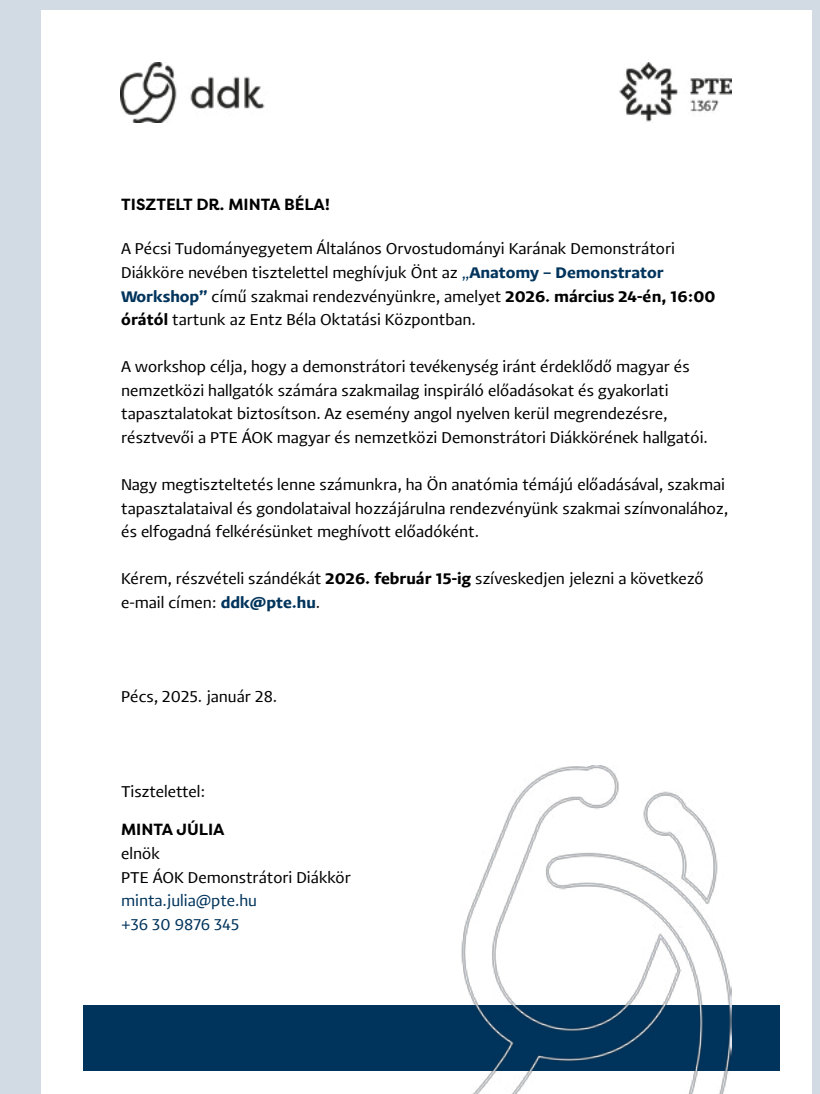 ddk
PTE
1367
TISZTELT DR. MINTA BÉLA!
A Pécsi Tudományegyetem Általános Orvostudományi Karának Demonstrátori
Diákköre nevében tisztelettel meghívjuk Önt az „Anatomy – Demonstrator
Workshop” című szakmai rendezvényünkre, amelyet 2026. március 24-én, 16:00
órától tartunk az Entz Béla Oktatási Központban.
A workshop célja, hogy a demonstrátori tevékenység iránt érdeklődő magyar és
nemzetközi hallgatók számára szakmailag inspiráló előadásokat és gyakorlati
tapasztalatokat biztosítson. Az esemény angol nyelven kerül megrendezésre,
résztvevői a PTE ÁOK magyar és nemzetközi Demonstrátori Diákkörének hallgatói.
Nagy megtiszteltetés lenne számunkra, ha Ön anatómia témájú előadásával, szakmai
tapasztalataival és gondolataival hozzájárulna rendezvényünk szakmai színvonalához,
és elfogadná felkérésünket meghívott előadóként.
Kérem, részvételi szándékát 2026. február 15-ig szíveskedjen jelezni a következő
e-mail címen: ddk@pte.hu.
Pécs, 2025. január 28.
Tisztelettel:
MINTA JÚLIA
elnök
PTE ÁOK Demonstrátori Diákkör
minta.julia@pte.hu
+36 30 9876 345